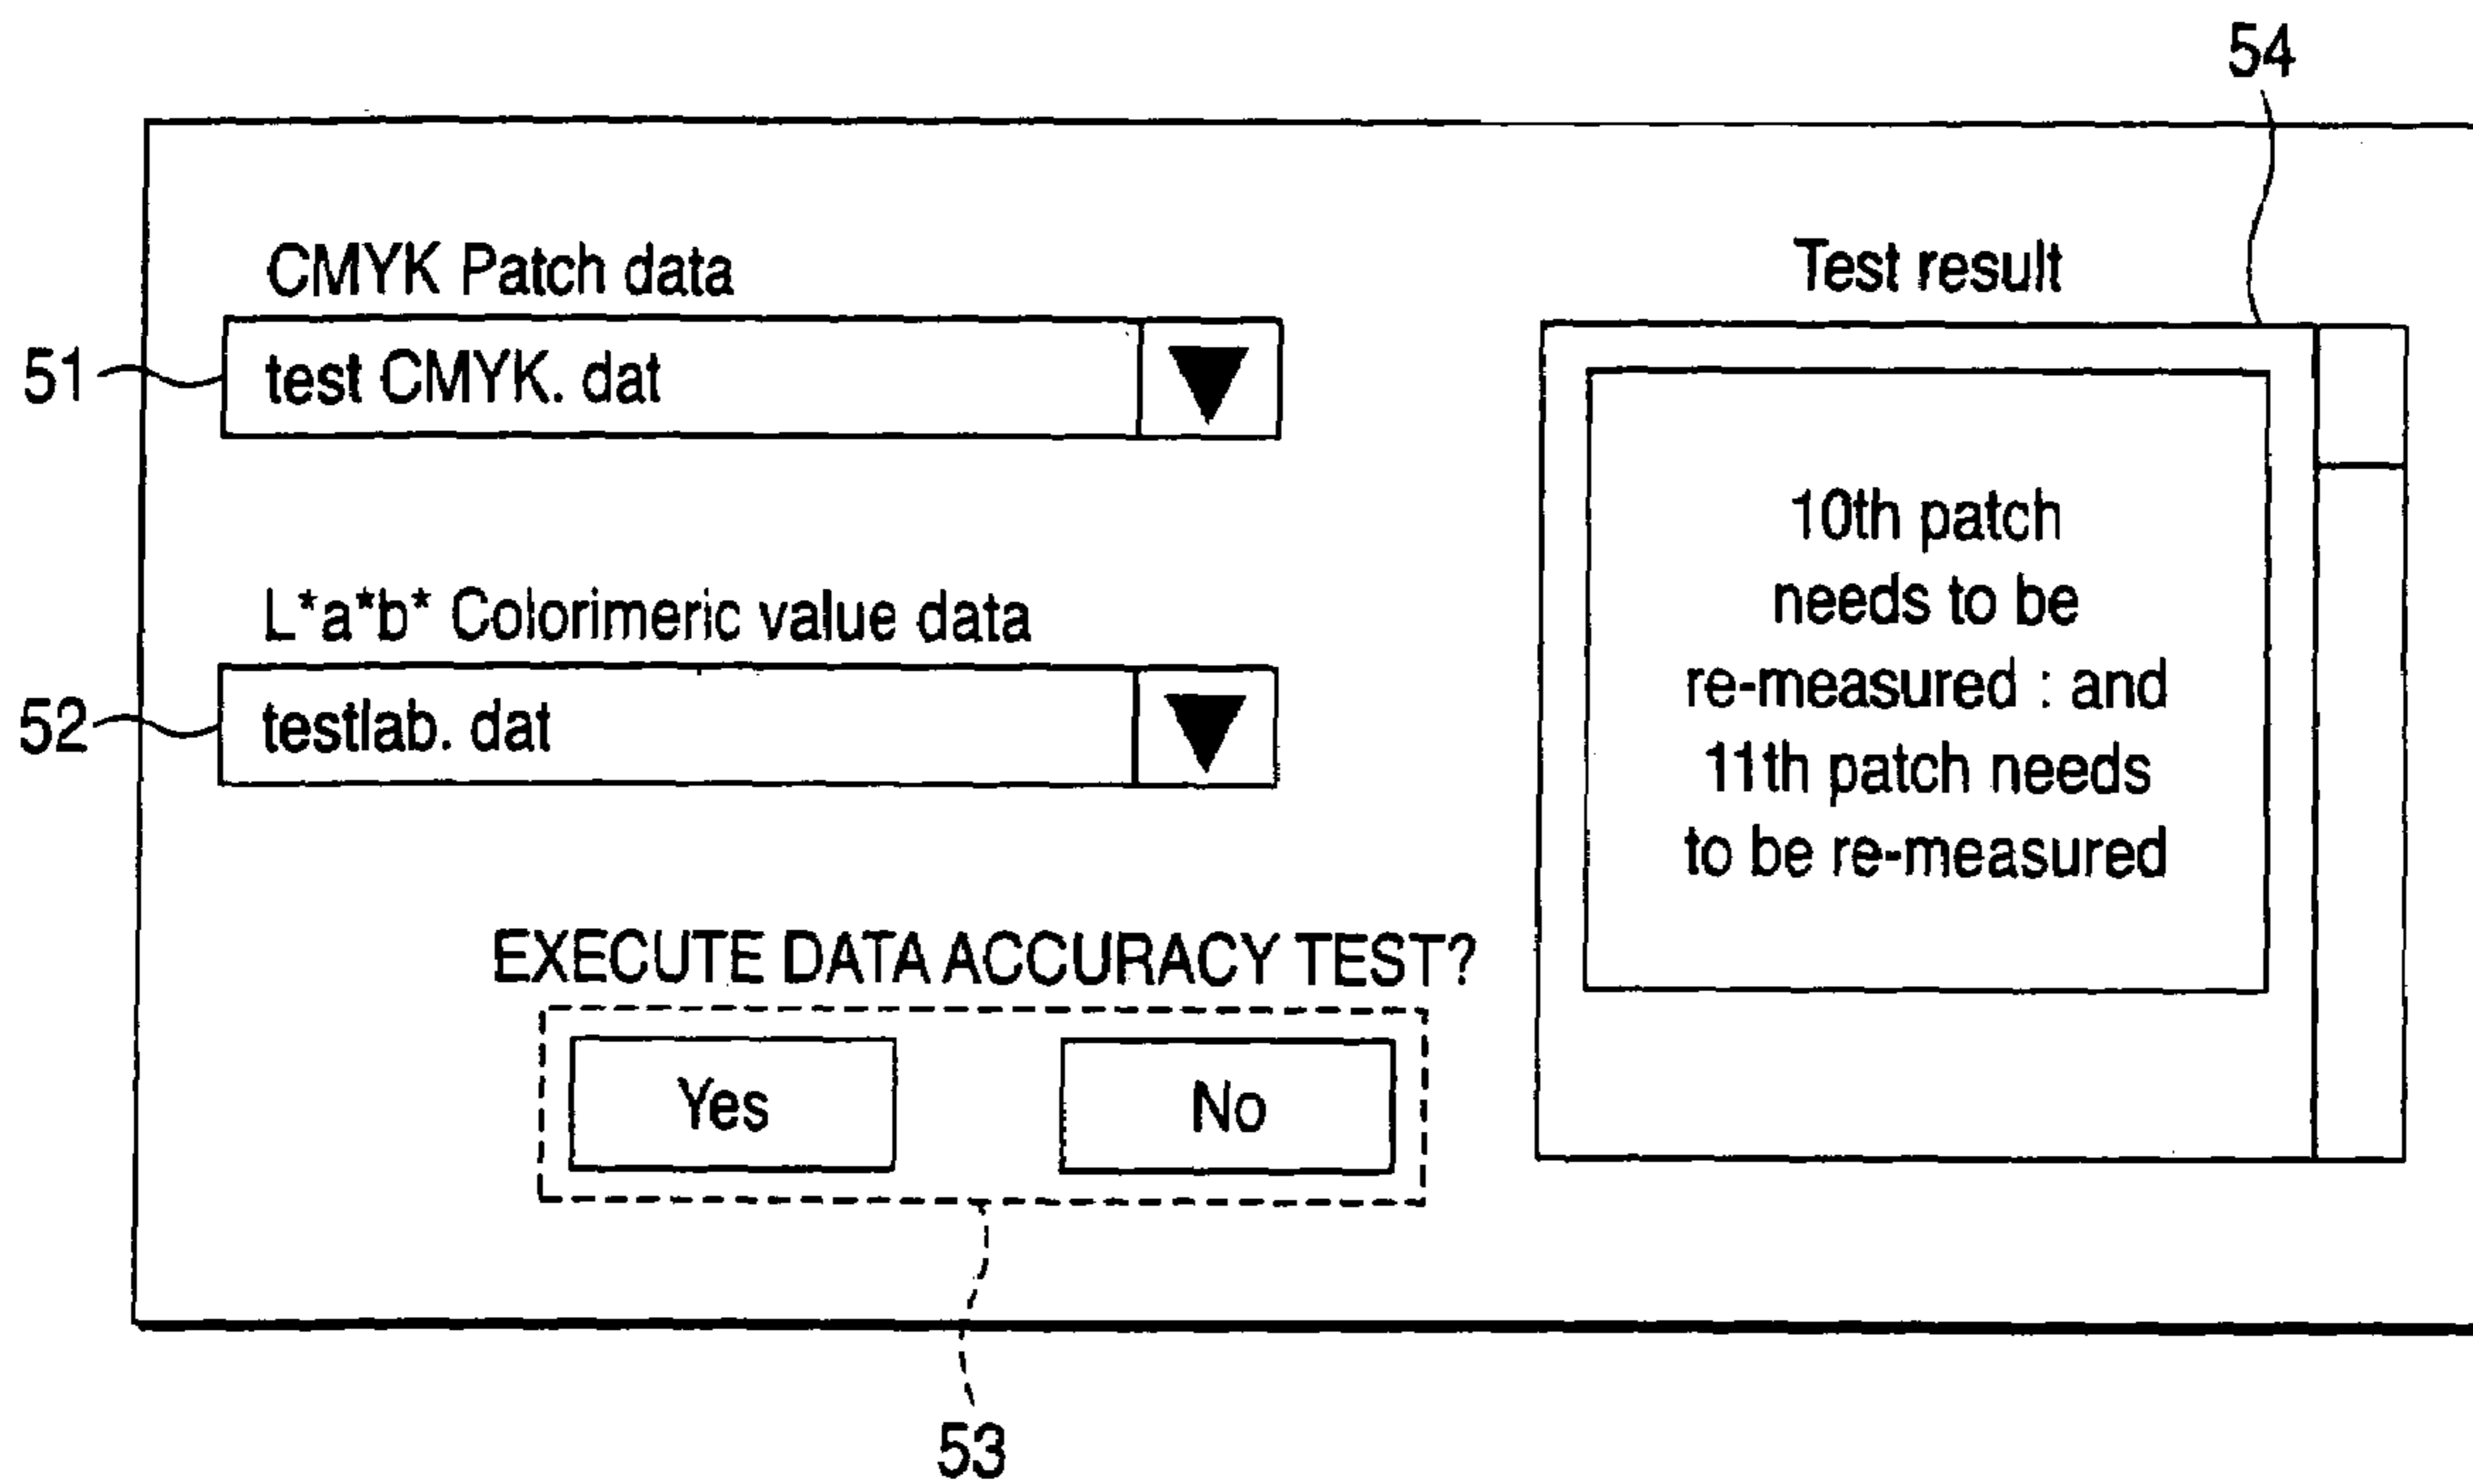 54
CMYK Patch data
51
test CMYK. dat
L*a*b* Colorimeric value data
52
testlab. dat
EXECUTE DATA ACCURACY TEST?
Yes
No
53
Test result
10th patch
needs to be
re-measured : and
11th patch needs
to be re-measured